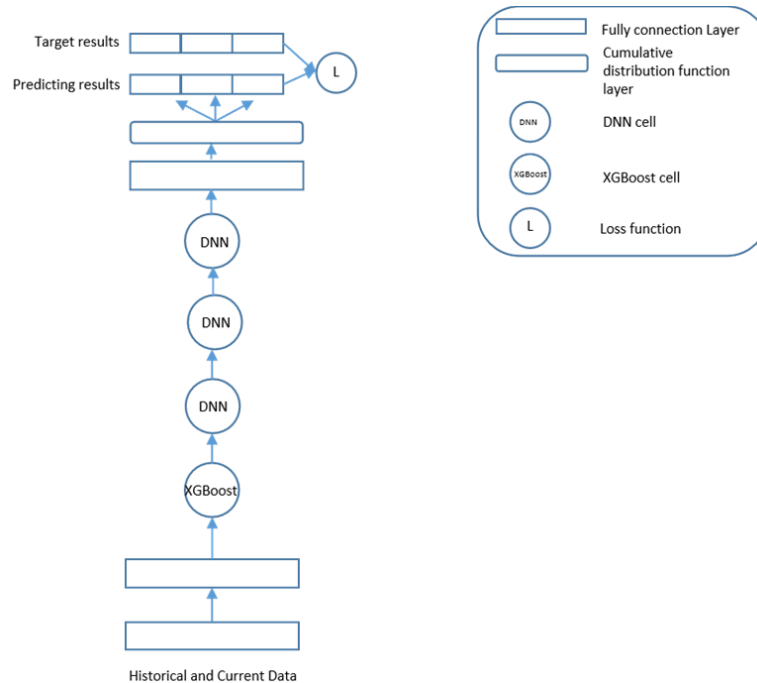 Target results
Predicting results
L
DNN
DNN
DNN
XGBoost
Historical and Current Data
Fully connection Layer
Cumulative
distribution function
layer
DNN
DNN cell
XGBoost
XGBoost cell
L
Loss function